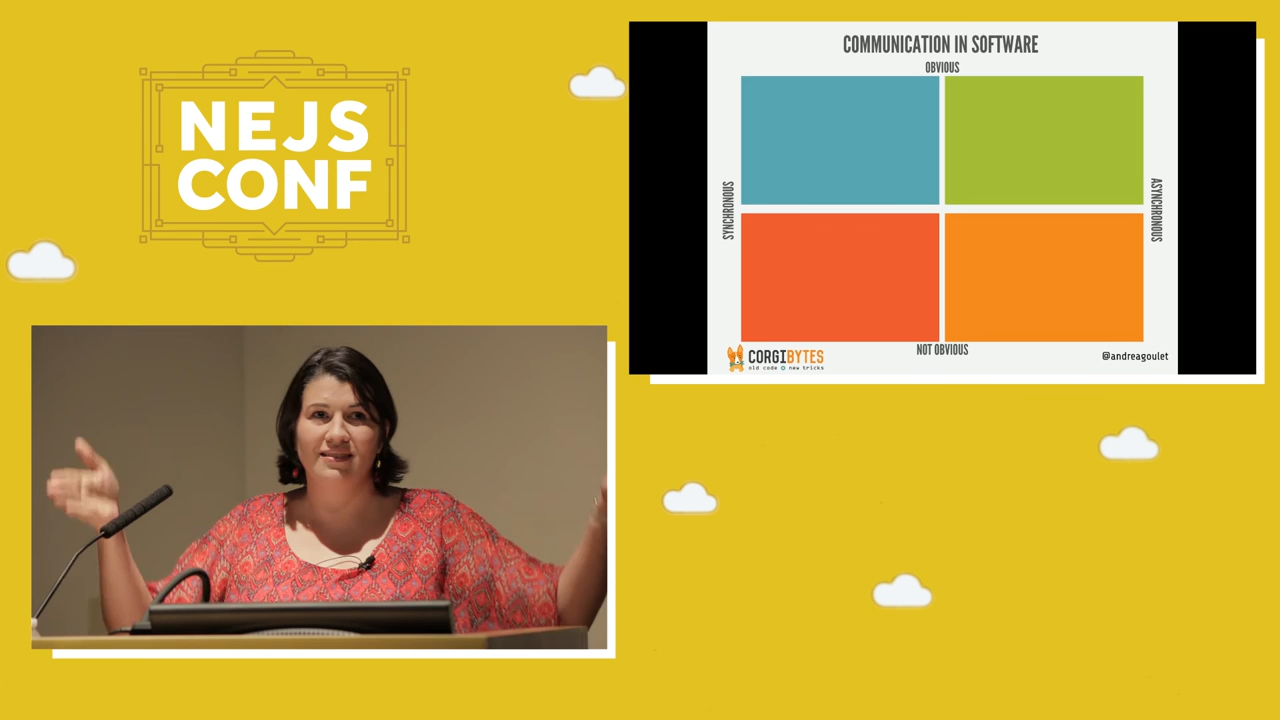 NEJS
CONF
COMMUNICATION IN SOFTWARE
OBVIOUS
SYNCHRONOUS
ASYNCHRONOUS
NOT OBVIOUS
CORGIBYTES
old code new tricks
@andreagoulet